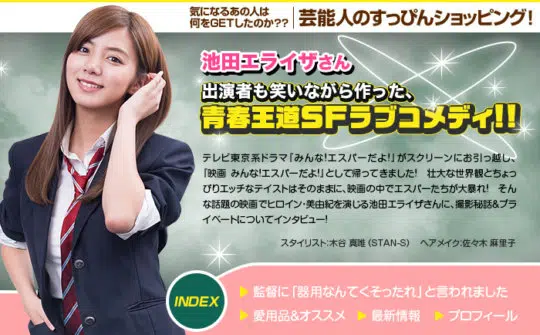 気になるあの人は
何をGETしたのか??
芸能人のすっぴんショッピング!
池田エライザさん
出演者も笑いながら作った、
青春王道SFラブコメディ!!
テレビ東京系ドラマ「みんな!エスパーだよ!」がスクリーンにお引っ越し、
『映画 みんな!エスパーだよ!』として帰ってきました! 壮大な世界観とちょっ
ぴりエッチなテイストはそのままに、映画の中でエスパーたちが大暴れ! そん
な話題の映画でヒロイン・美由紀を演じる池田エライザさんに、撮影秘話&プラ
イベートについてインタビュー!
スタイリスト:木谷 真唯(STAN-S) ヘアメイク:佐々木 麻里子
INDEX
▶ 監督に「器用なんてくそったれ」と言われました
▶ 愛用品&オススメ ▶ 最新情報 ▶ プロフィール